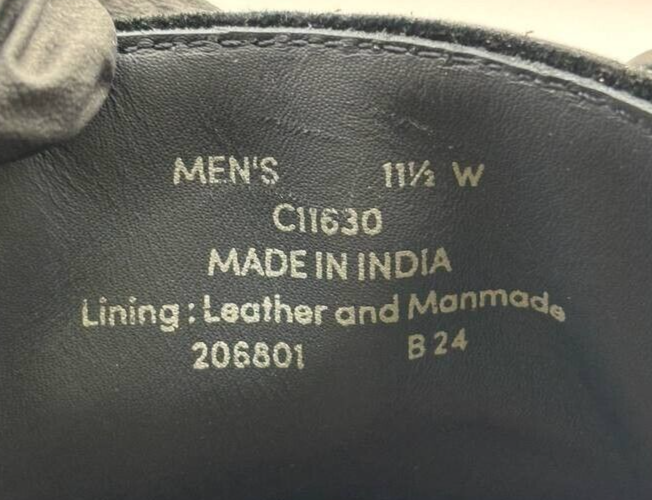 MEN'S 11½ W
C11630
MADE IN INDIA
Lining : Leather and Manmade
206801 B 24